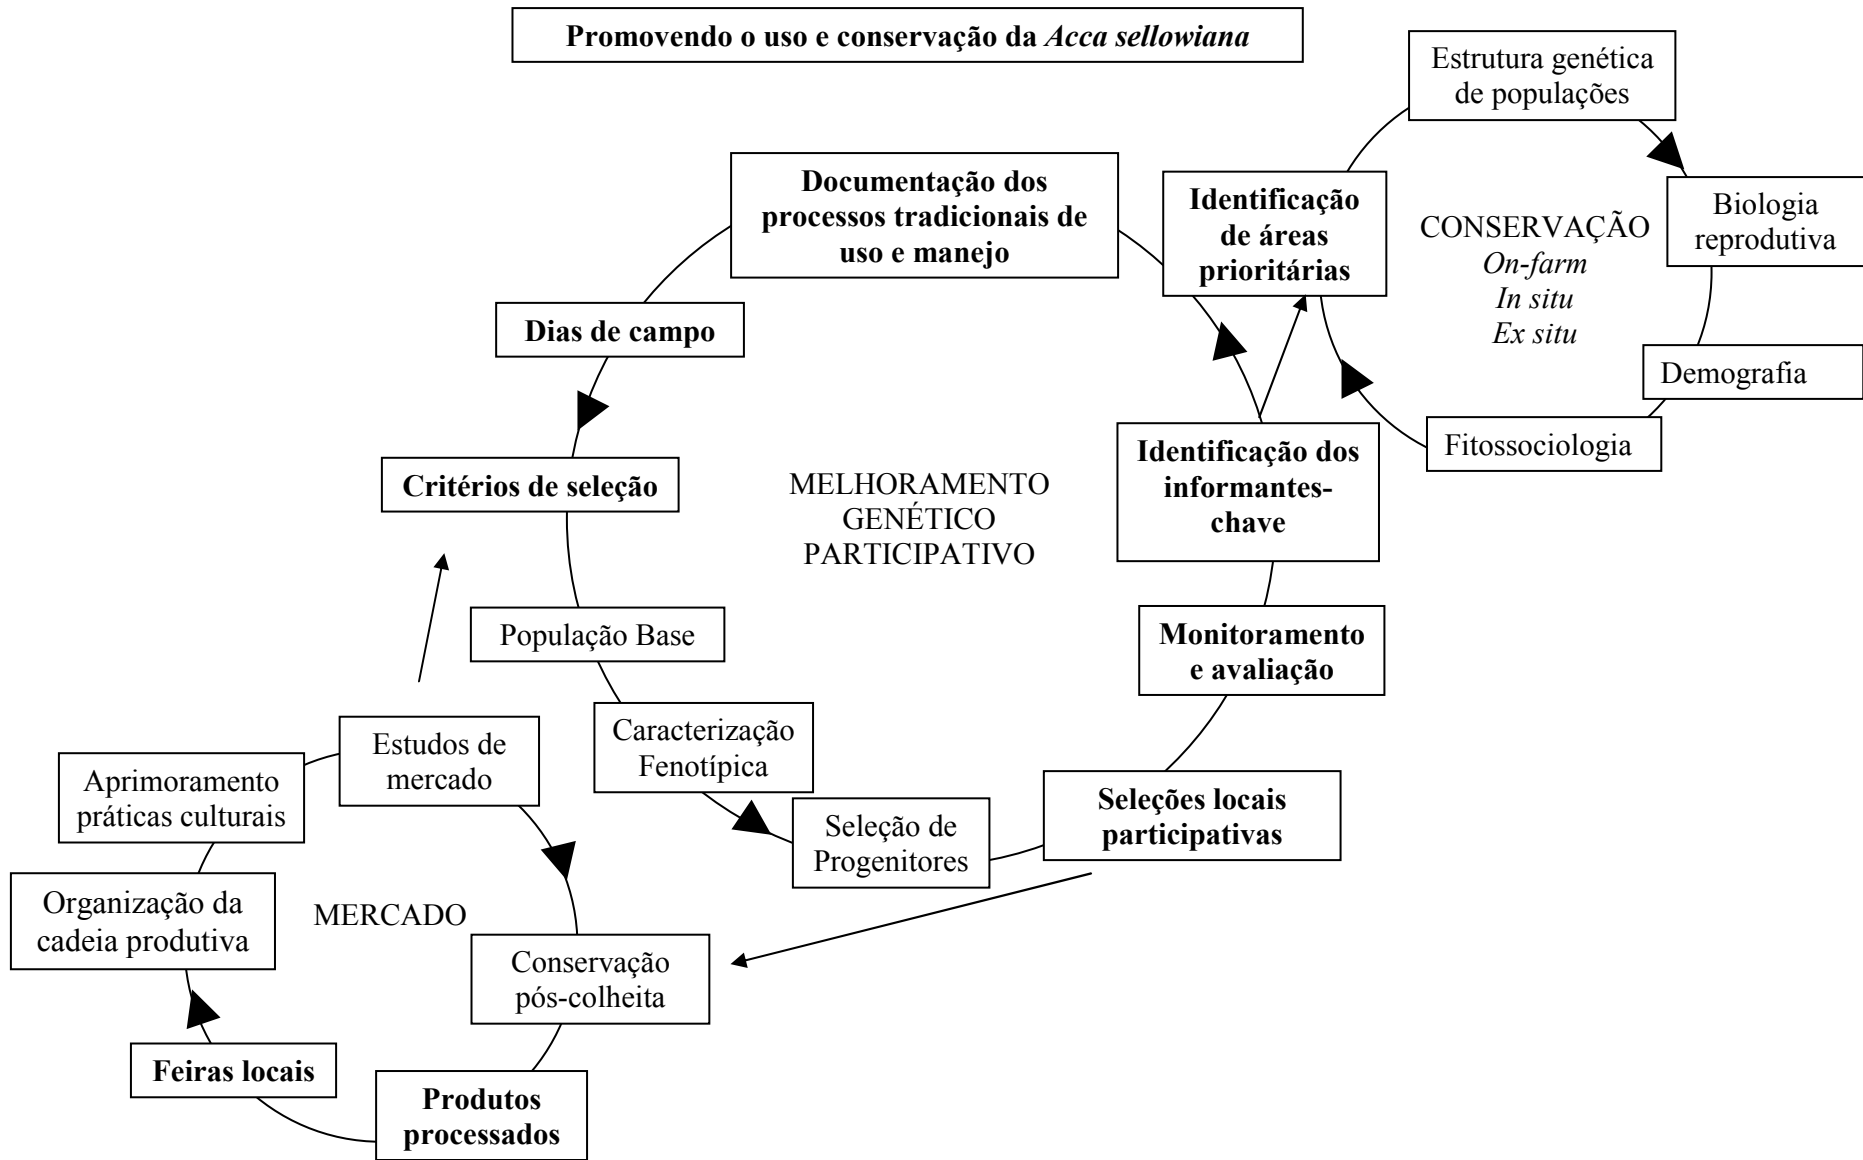 Promovendo o uso e conservação da Acca sellowiana
Estrutura genética
de populações
Documentação dos
processos tradicionais de
uso e manejo
Identificação
de áreas
prioritárias
Biologia
reprodutiva
CONSERVAÇÃO
On-farm
In situ
Ex situ
Dias de campo
Demografia
Fitossociologia
Identificação dos
informantes-
chave
Critérios de seleção
MELHORAMENTO
GENÉTICO
PARTICIPATIVO
População Base
Monitoramento
e avaliação
Caracterização
Fenotípica
Estudos de
mercado
Aprimoramento
práticas culturais
Seleção de
Progenitores
Seleções locais
participativas
Organização da
cadeia produtiva
MERCADO
Conservação
pós-colheita
Feiras locais
Produtos
processados